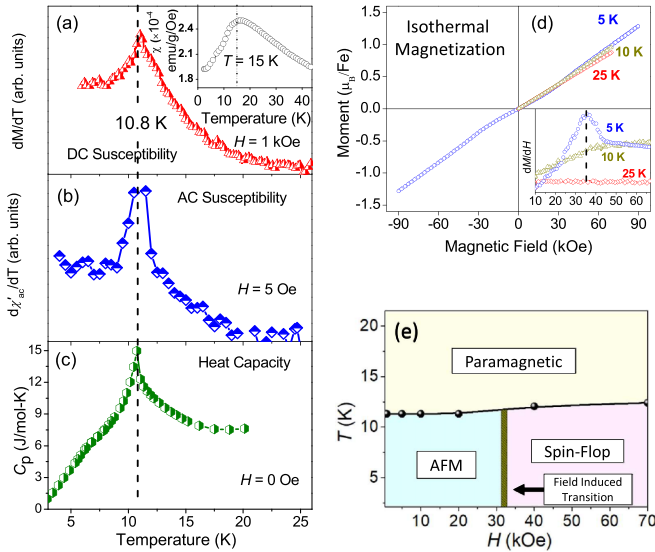 (a)
dM/dT (arb. units)
10.8 K
DC Susceptibility
H = 1 kOe
χ (×10⁻⁴
emu/g/Oe)
2.5
2.0
T = 15 K
0 10 20 30 40
Temperature (K)
(b)
AC Susceptibility
dχ′ac/dT (arb. units)
H = 5 Oe
(c)
Heat Capacity
Cp (J/mol-K)
15
12
9
6
3
0
H = 0 Oe
5 10 15 20 25
Temperature (K)
Isothermal
Magnetization
(d)
5 K
10 K
25 K
Moment (μB/Fe)
1.5
1.0
0.5
0.0
-0.5
-1.0
-1.5
dM/dH
5 K
10 K
25 K
10 20 30 40 50 60
-90 -60 -30 0 30 60 90
Magnetic Field (kOe)
(e)
T (K)
20
15
10
5
Paramagnetic
AFM
Spin-Flop
Field Induced
Transition
10 20 30 40 50 60 70
H (kOe)